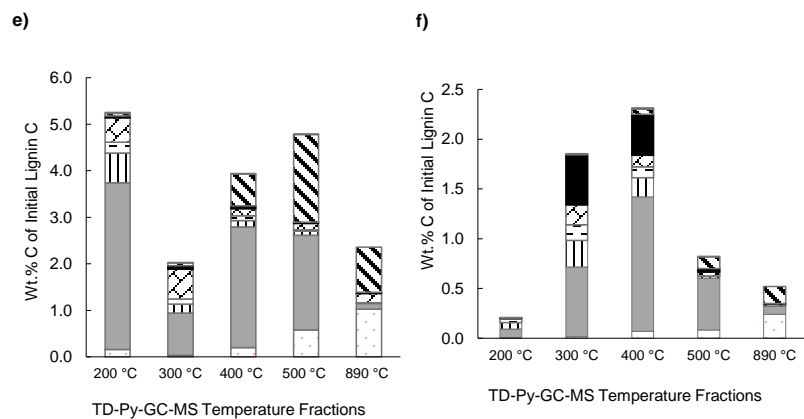 e)
Wt.% C of Initial Lignin C
6.0
5.0
4.0
3.0
2.0
1.0
0.0
200 °C 300 °C 400 °C 500 °C 890 °C
TD-Py-GC-MS Temperature Fractions
f)
Wt.% C of Initial Lignin C
2.5
2.0
1.5
1.0
0.5
0.0
200 °C 300 °C 400 °C 500 °C 890 °C
TD-Py-GC-MS Temperature Fractions